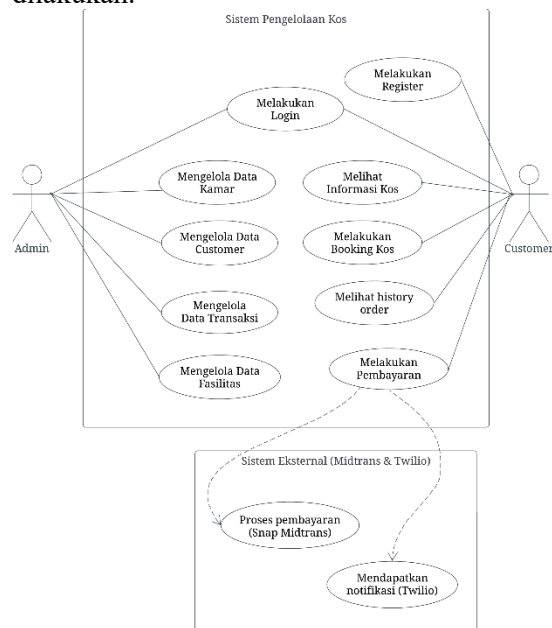 dilakukan.
Sistem Pengelolaan Kos
Melakukan
Register
Melakukan
Login
Mengelola Data
Kamar
Melihat
Informasi Kos
Admin
Customer
Mengelola Data
Customer
Melakukan
Booking Kos
Mengelola
Data Transaksi
Melihat history
order
Mengelola Data
Fasilitas
Melakukan
Pembayaran
Sistem Eksternal (Midtrans & Twilio)
Proses pembayaran
(Snap Midtrans)
Mendapatkan
notifikasi (Twilio)